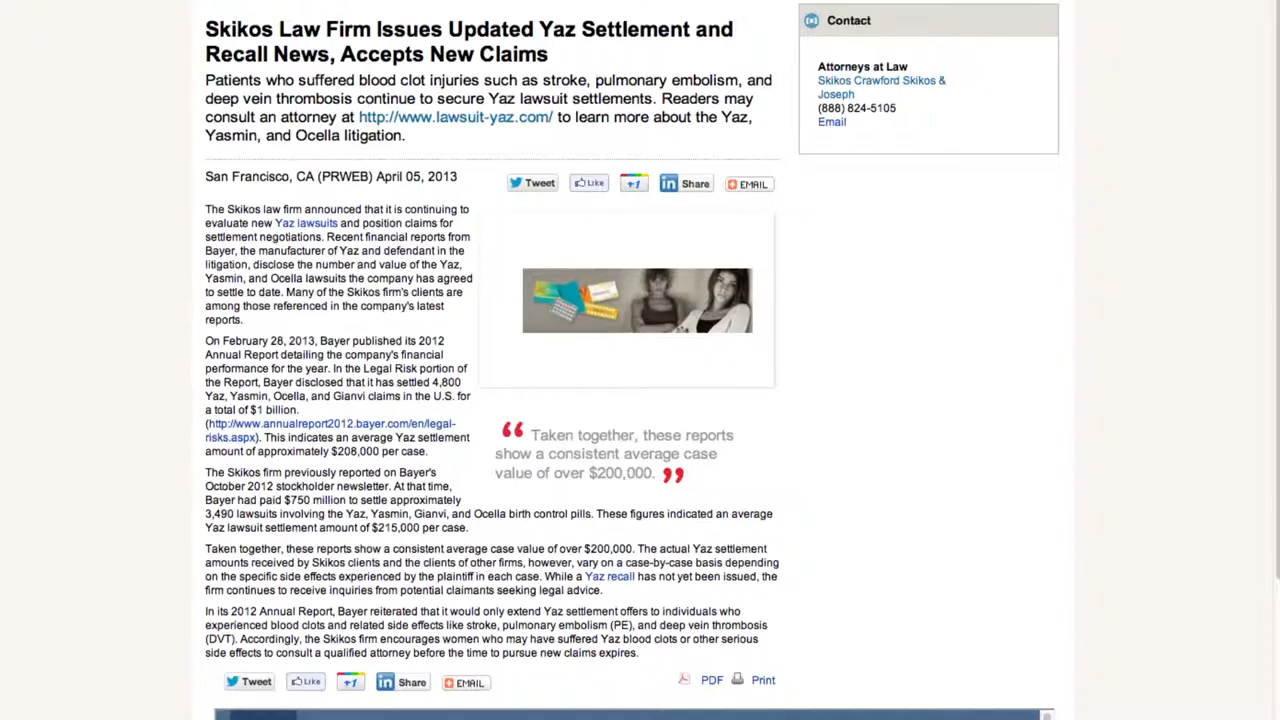 Skikos Law Firm Issues Updated Yaz Settlement and
Recall News, Accepts New Claims
Patients who suffered blood clot injuries such as stroke, pulmonary embolism, and
deep vein thrombosis continue to secure Yaz lawsuit settlements. Readers may
consult an attorney at http://www.lawsuit-yaz.com/ to learn more about the Yaz,
Yasmin, and Ocella litigation.
Contact
Attorneys at Law
Skikos Crawford Skikos &
Joseph
(888) 824-5105
Email
San Francisco, CA (PRWEB) April 05, 2013
Tweet Like +1 Share EMAIL
The Skikos law firm announced that it is continuing to
evaluate new Yaz lawsuits and position claims for
settlement negotiations. Recent financial reports from
Bayer, the manufacturer of Yaz and defendant in the
litigation, disclose the number and value of the Yaz,
Yasmin, and Ocella lawsuits the company has agreed
to settle to date. Many of the Skikos firm's clients are
among those referenced in the company's latest
reports.
On February 28, 2013, Bayer published its 2012
Annual Report detailing the company's financial
performance for the year. In the Legal Risk portion of
the Report, Bayer disclosed that it has settled 4,800
Yaz, Yasmin, Ocella, and Gianvi claims in the U.S. for
a total of $1 billion.
(http://www.annualreport2012.bayer.com/en/legal-
risks.aspx). This indicates an average Yaz settlement
amount of approximately $208,000 per case.
“ Taken together, these reports
show a consistent average case
value of over $200,000. ”
The Skikos firm previously reported on Bayer's
October 2012 stockholder newsletter. At that time,
Bayer had paid $750 million to settle approximately
3,490 lawsuits involving the Yaz, Yasmin, Gianvi, and Ocella birth control pills. These figures indicated an average
Yaz lawsuit settlement amount of $215,000 per case.
Taken together, these reports show a consistent average case value of over $200,000. The actual Yaz settlement
amounts received by Skikos clients and the clients of other firms, however, vary on a case-by-case basis depending
on the specific side effects experienced by the plaintiff in each case. While a Yaz recall has not yet been issued, the
firm continues to receive inquiries from potential claimants seeking legal advice.
In its 2012 Annual Report, Bayer reiterated that it would only extend Yaz settlement offers to individuals who
experienced blood clots and related side effects like stroke, pulmonary embolism (PE), and deep vein thrombosis
(DVT). Accordingly, the Skikos firm encourages women who may have suffered Yaz blood clots or other serious
side effects to consult a qualified attorney before the time to pursue new claims expires.
Tweet Like +1 Share EMAIL
PDF Print